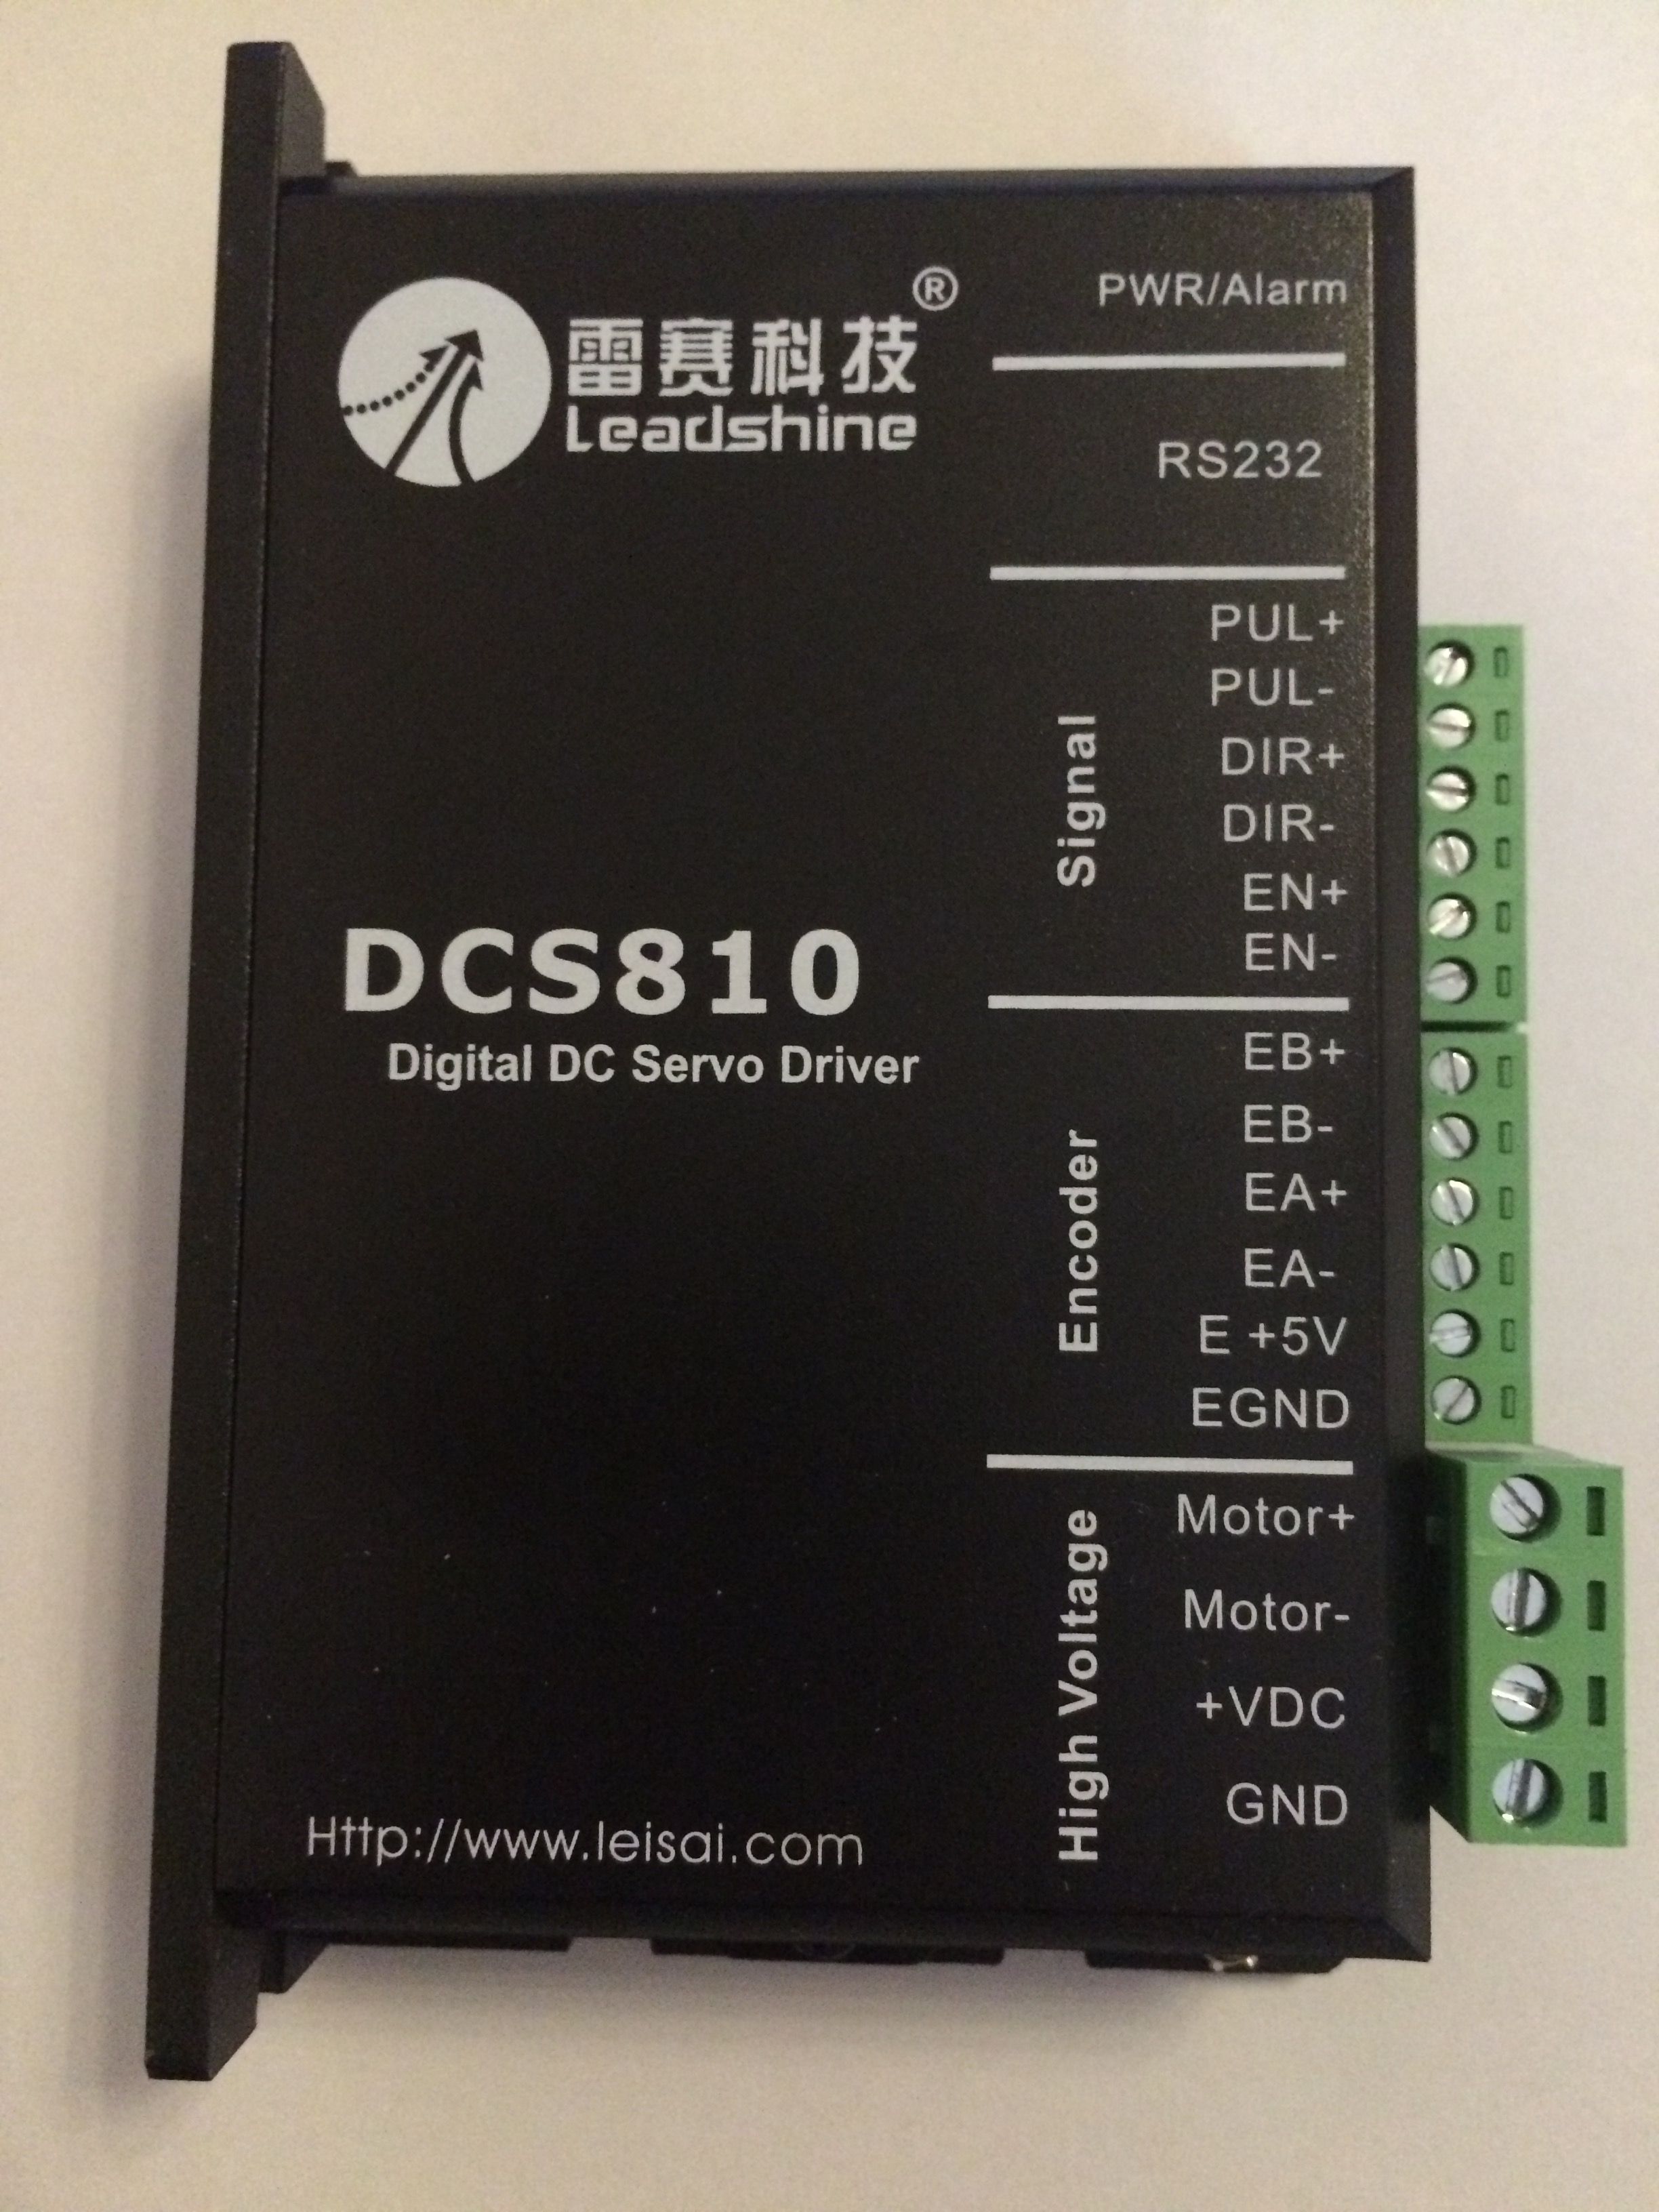 雷赛科技®
Leadshine
DCS810
Digital DC Servo Driver
Http://www.leisai.com
PWR/Alarm
RS232
Signal
PUL+
PUL-
DIR+
DIR-
EN+
EN-
Encoder
EB+
EB-
EA+
EA-
E +5V
EGND
High Voltage
Motor+
Motor-
+VDC
GND